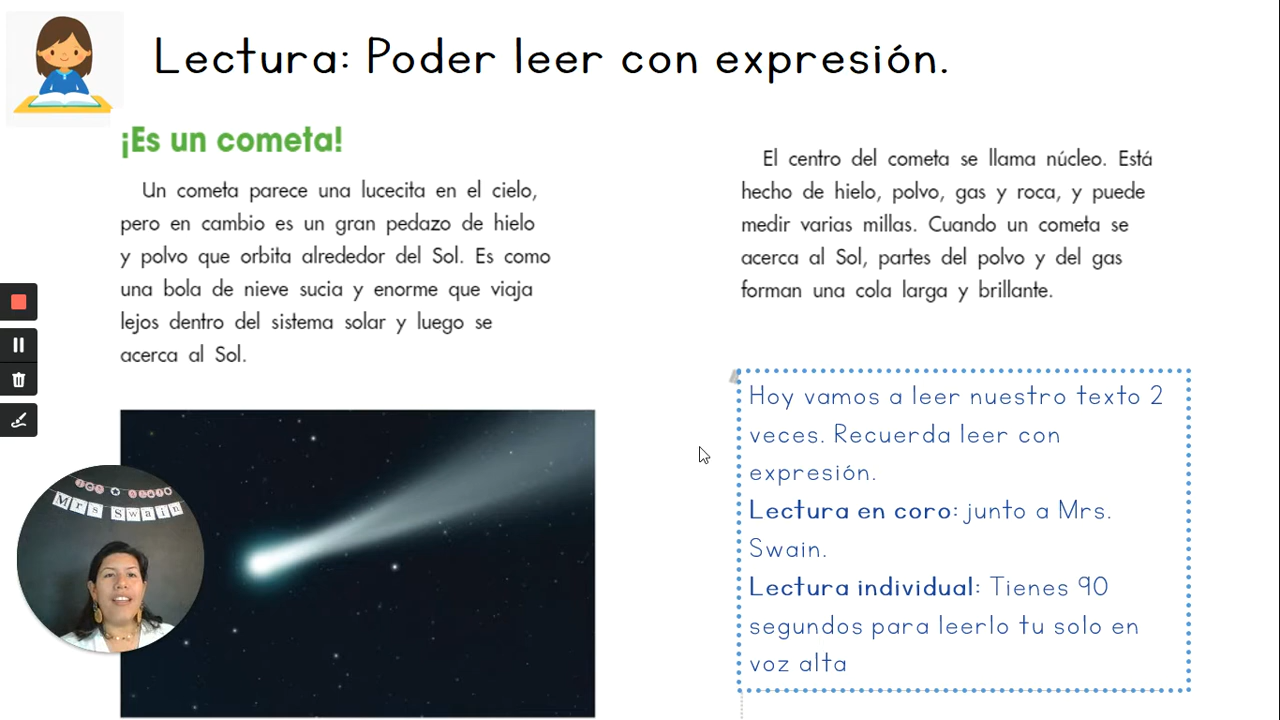 Lectura: Poder leer con expresión.
¡Es un cometa!
Un cometa parece una lucecita en el cielo,
pero en cambio es un gran pedazo de hielo
y polvo que orbita alrededor del Sol. Es como
una bola de nieve sucia y enorme que viaja
lejos dentro del sistema solar y luego se
acerca al Sol.
El centro del cometa se llama núcleo. Está
hecho de hielo, polvo, gas y roca, y puede
medir varias millas. Cuando un cometa se
acerca al Sol, partes del polvo y del gas
forman una cola larga y brillante.
Hoy vamos a leer nuestro texto 2
veces. Recuerda leer con
expresión.
Lectura en coro: junto a Mrs.
Swain.
Lectura individual: Tienes 90
segundos para leerlo tu solo en
voz alta
Mrs Swain